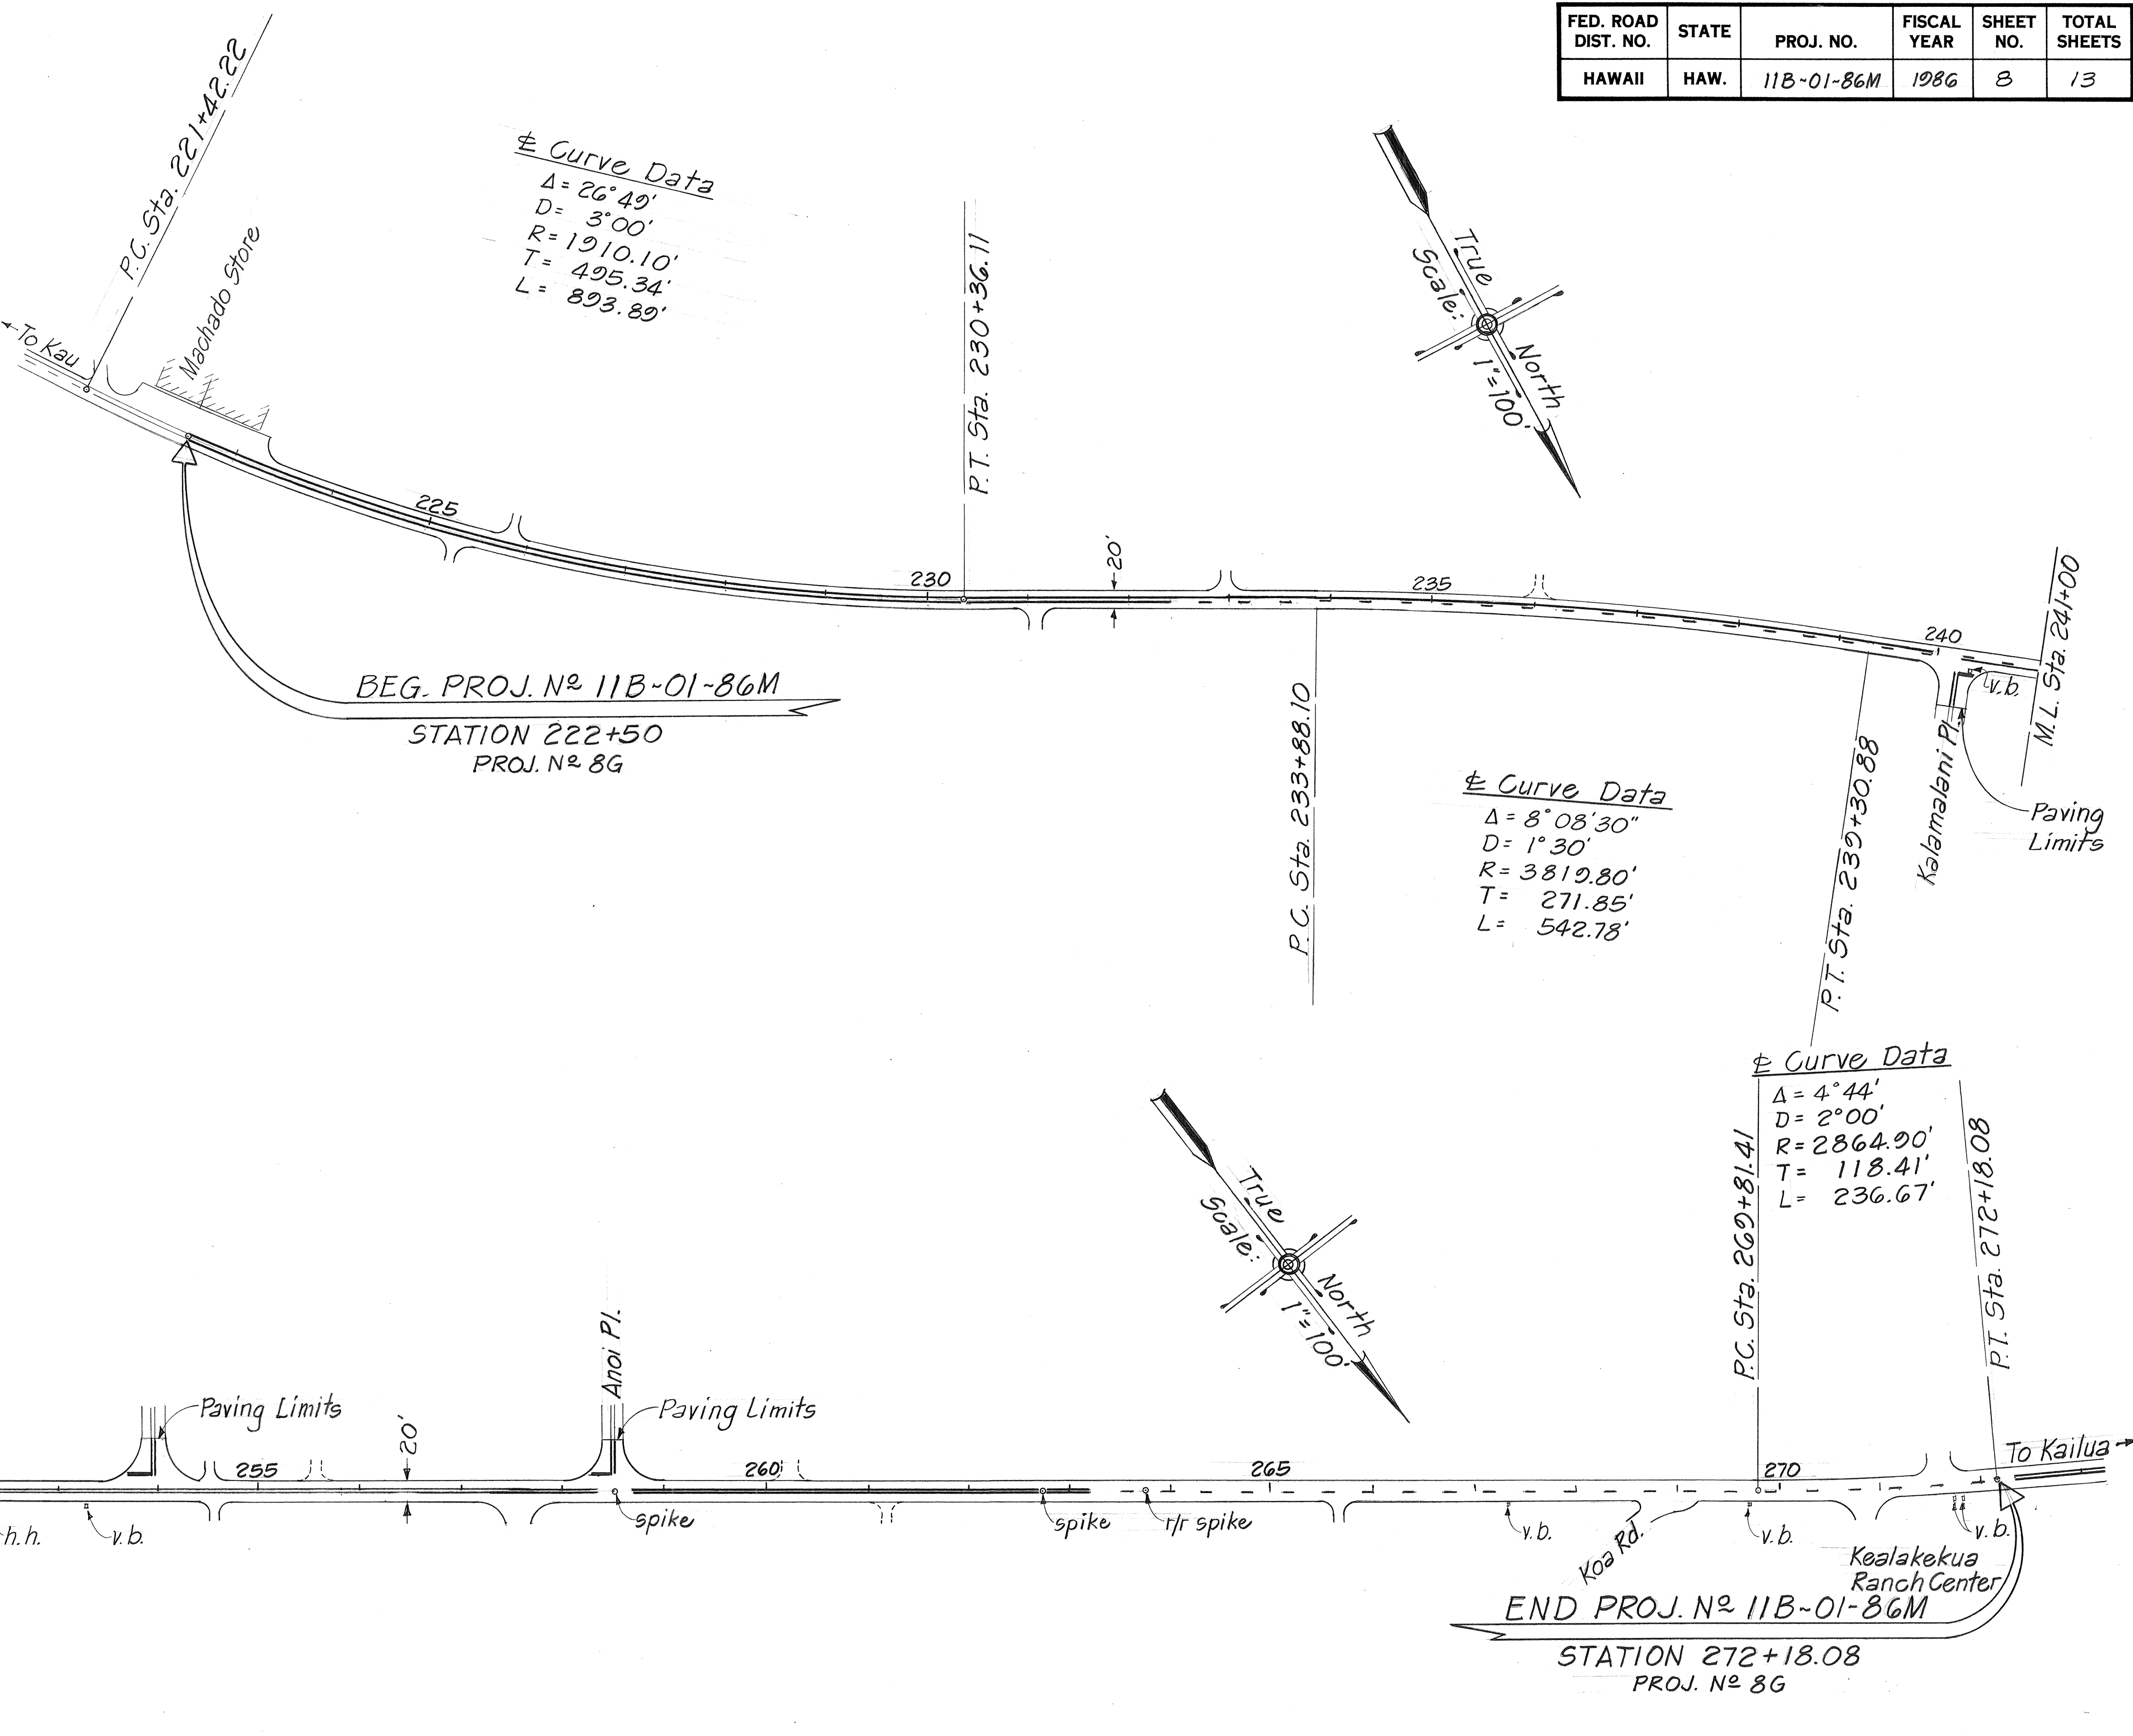 FED. ROAD DIST. NO.
STATE
PROJ. NO.
FISCAL YEAR
SHEET NO.
TOTAL SHEETS
HAWAII
HAW.
11B-01-86M
1986
8
13
P.C. Sta. 221+42.22
Machado Store
To Kau
℄ Curve Data
Δ = 26°49'
D = 3°00'
R = 1910.10'
T = 495.34'
L = 893.89'
P.T. Sta. 230+36.11
True North
Scale: 1"=100'
225
230
20'
235
240
M.L. Sta. 241+00
v.b.
BEG. PROJ. Nº 11B-01-86M
STATION 222+50
PROJ. Nº 8G
P.C. Sta. 233+88.10
℄ Curve Data
Δ = 8°08'30"
D = 1°30'
R = 3819.80'
T = 271.85'
L = 542.78'
P.T. Sta. 239+30.88
Kalamalani Pl.
Paving
Limits
℄ Curve Data
Δ = 4°44'
D = 2°00'
R = 2864.90'
T = 118.41'
L = 236.67'
P.C. Sta. 269+81.41
P.T. Sta. 272+18.08
True North
Scale: 1"=100'
Paving Limits
Anoi Pl.
Paving Limits
20'
255
260
265
270
To Kailua
h.h.
v.b.
spike
spike
r/r spike
v.b.
Koa Rd.
v.b.
v.b.
Kealakekua
Ranch Center
END PROJ. Nº 11B-01-86M
STATION 272+18.08
PROJ. Nº 8G